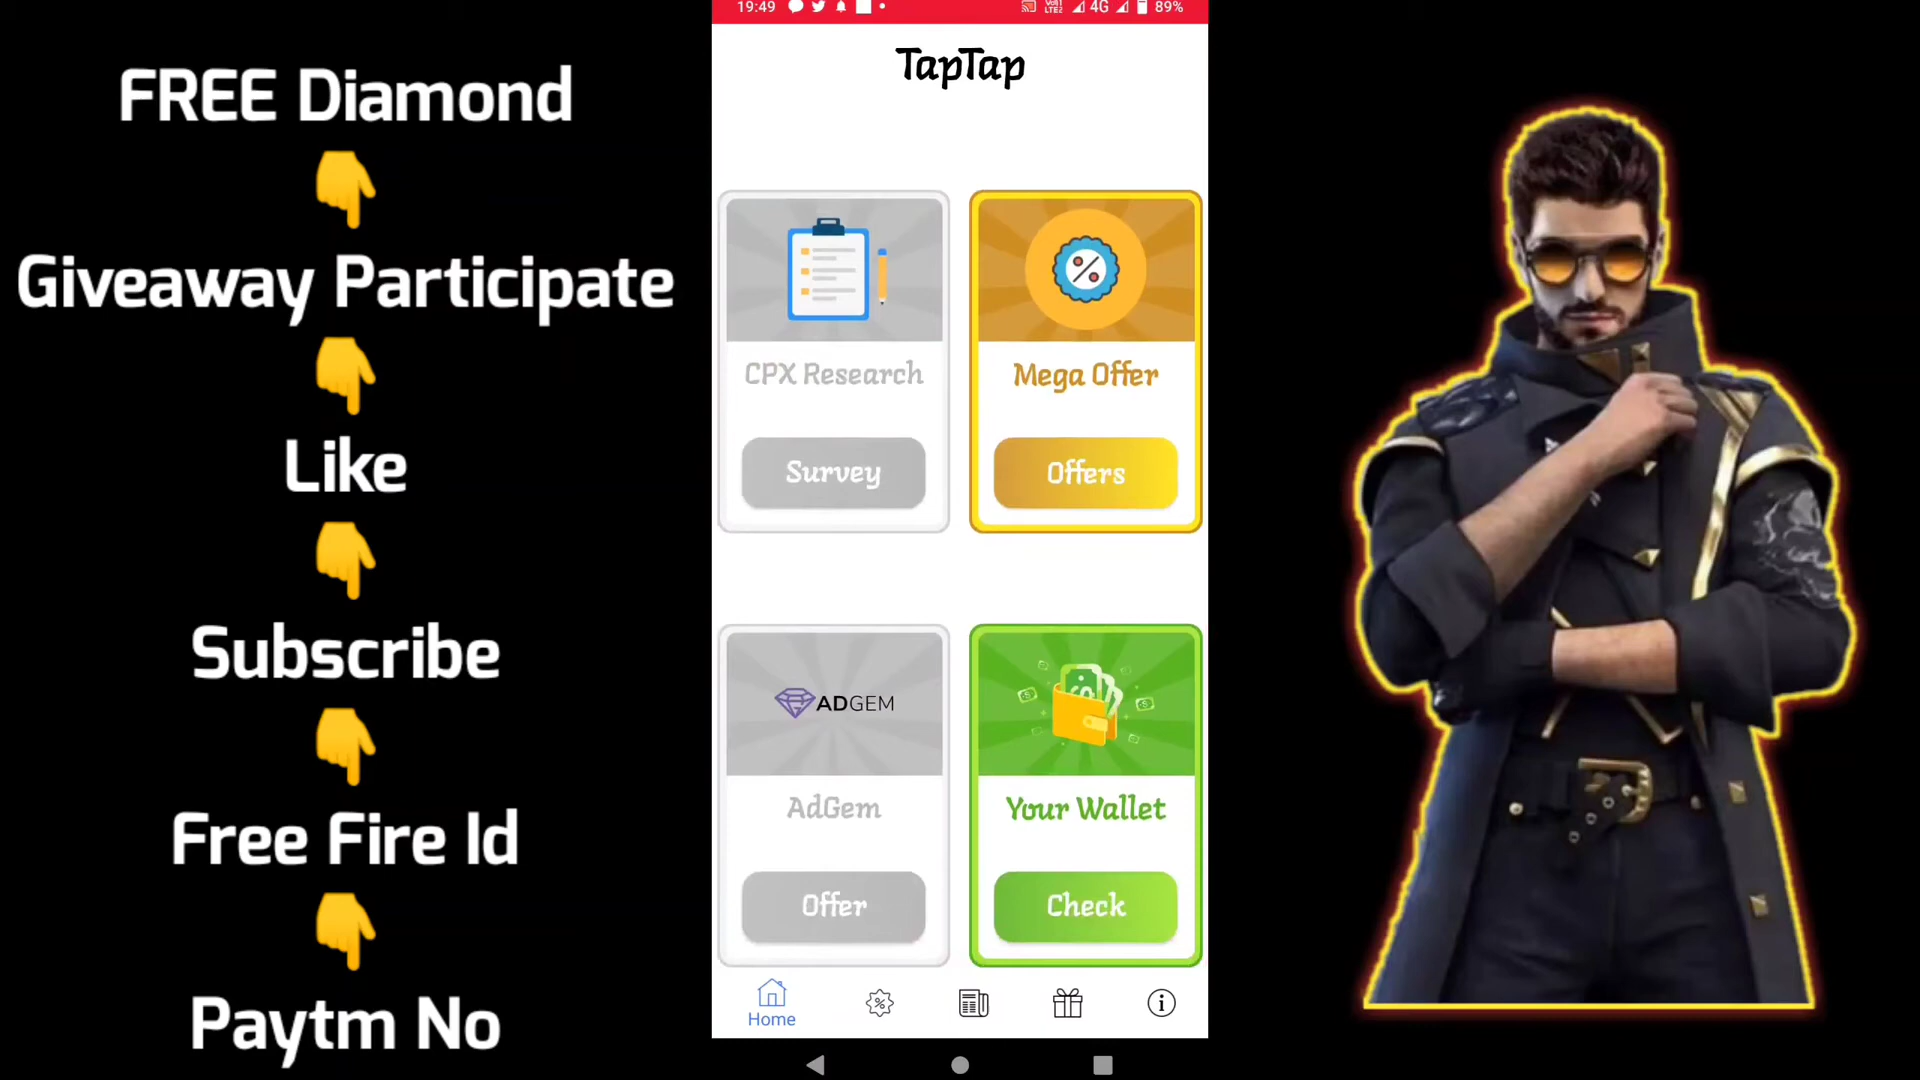 FREE Diamond
Giveaway Participate
Like
Subscribe
Free Fire Id
Paytm No
19:49
4G
89%
TapTap
CPX Research
Survey
Mega Offer
Offers
ADGEM
AdGem
Offer
Your Wallet
Check
Home